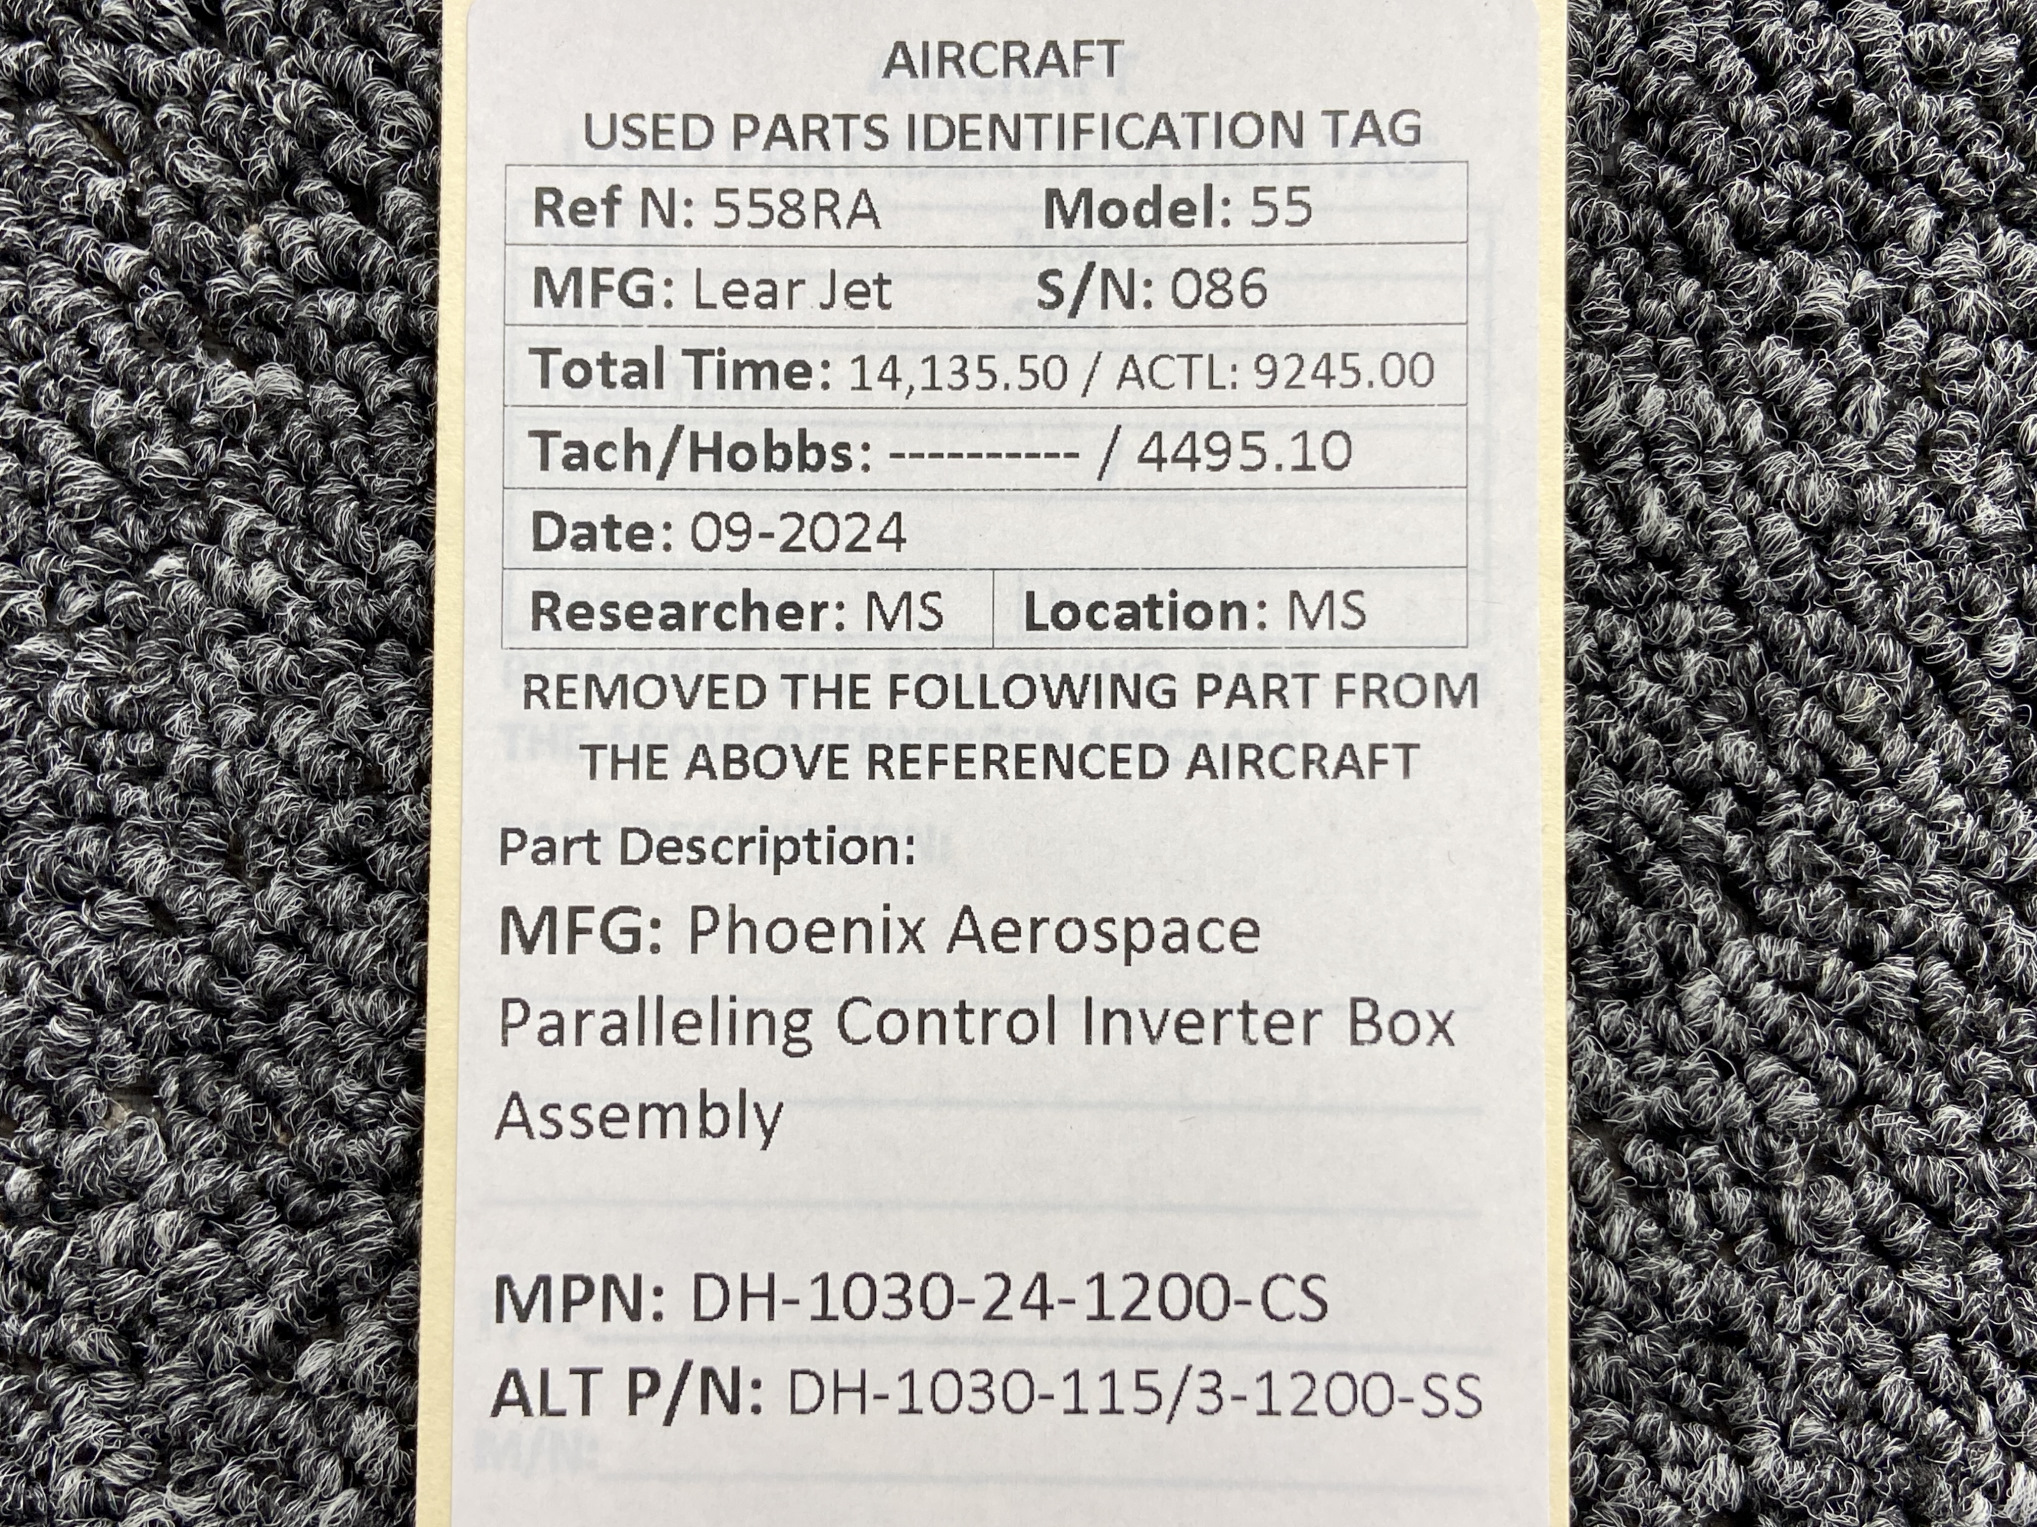 AIRCRAFT
USED PARTS IDENTIFICATION TAG
Ref N: 558RA Model: 55
MFG: Lear Jet S/N: 086
Total Time: 14,135.50 / ACTL: 9245.00
Tach/Hobbs: ---------- / 4495.10
Date: 09-2024
Researcher: MS Location: MS
REMOVED THE FOLLOWING PART FROM
THE ABOVE REFERENCED AIRCRAFT
Part Description:
MFG: Phoenix Aerospace
Paralleling Control Inverter Box
Assembly
MPN: DH-1030-24-1200-CS
ALT P/N: DH-1030-115/3-1200-SS
M/N: